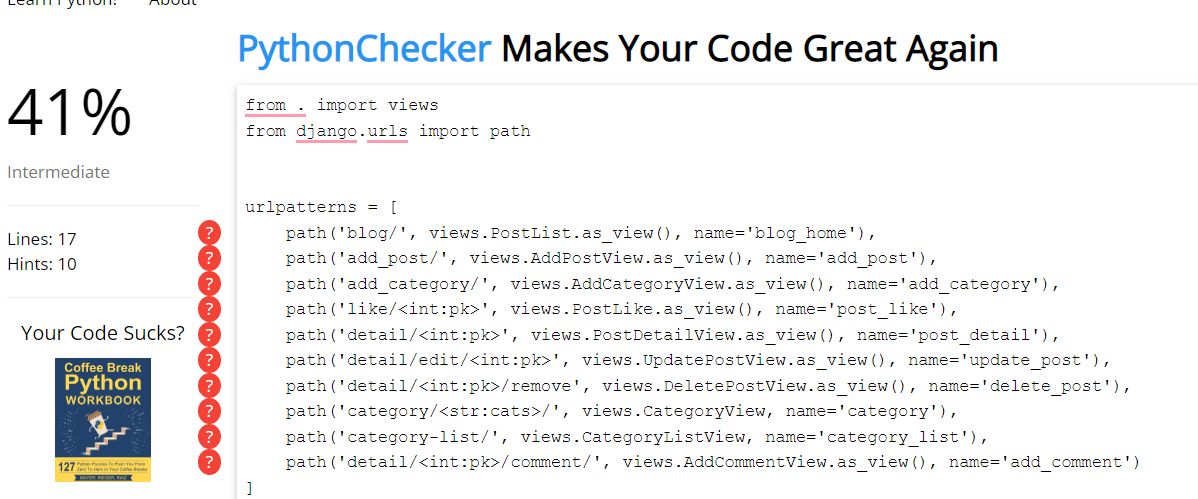 Learn Python! About
PythonChecker Makes Your Code Great Again
41%
Intermediate
Lines: 17
Hints: 10
Your Code Sucks?
Coffee Break
Python
WORKBOOK
127 Python Puzzles To Push You From
Zero To Hero In Your Coffee Breaks
MAYER, RIEGER, RIAZ
from . import views
from django.urls import path
urlpatterns = [
? path('blog/', views.PostList.as_view(), name='blog_home'),
? path('add_post/', views.AddPostView.as_view(), name='add_post'),
? path('add_category/', views.AddCategoryView.as_view(), name='add_category'),
? path('like/<int:pk>', views.PostLike.as_view(), name='post_like'),
? path('detail/<int:pk>', views.PostDetailView.as_view(), name='post_detail'),
? path('detail/edit/<int:pk>', views.UpdatePostView.as_view(), name='update_post'),
? path('detail/<int:pk>/remove', views.DeletePostView.as_view(), name='delete_post'),
? path('category/<str:cats>/', views.CategoryView, name='category'),
? path('category-list/', views.CategoryListView, name='category_list'),
? path('detail/<int:pk>/comment/', views.AddCommentView.as_view(), name='add_comment')
]